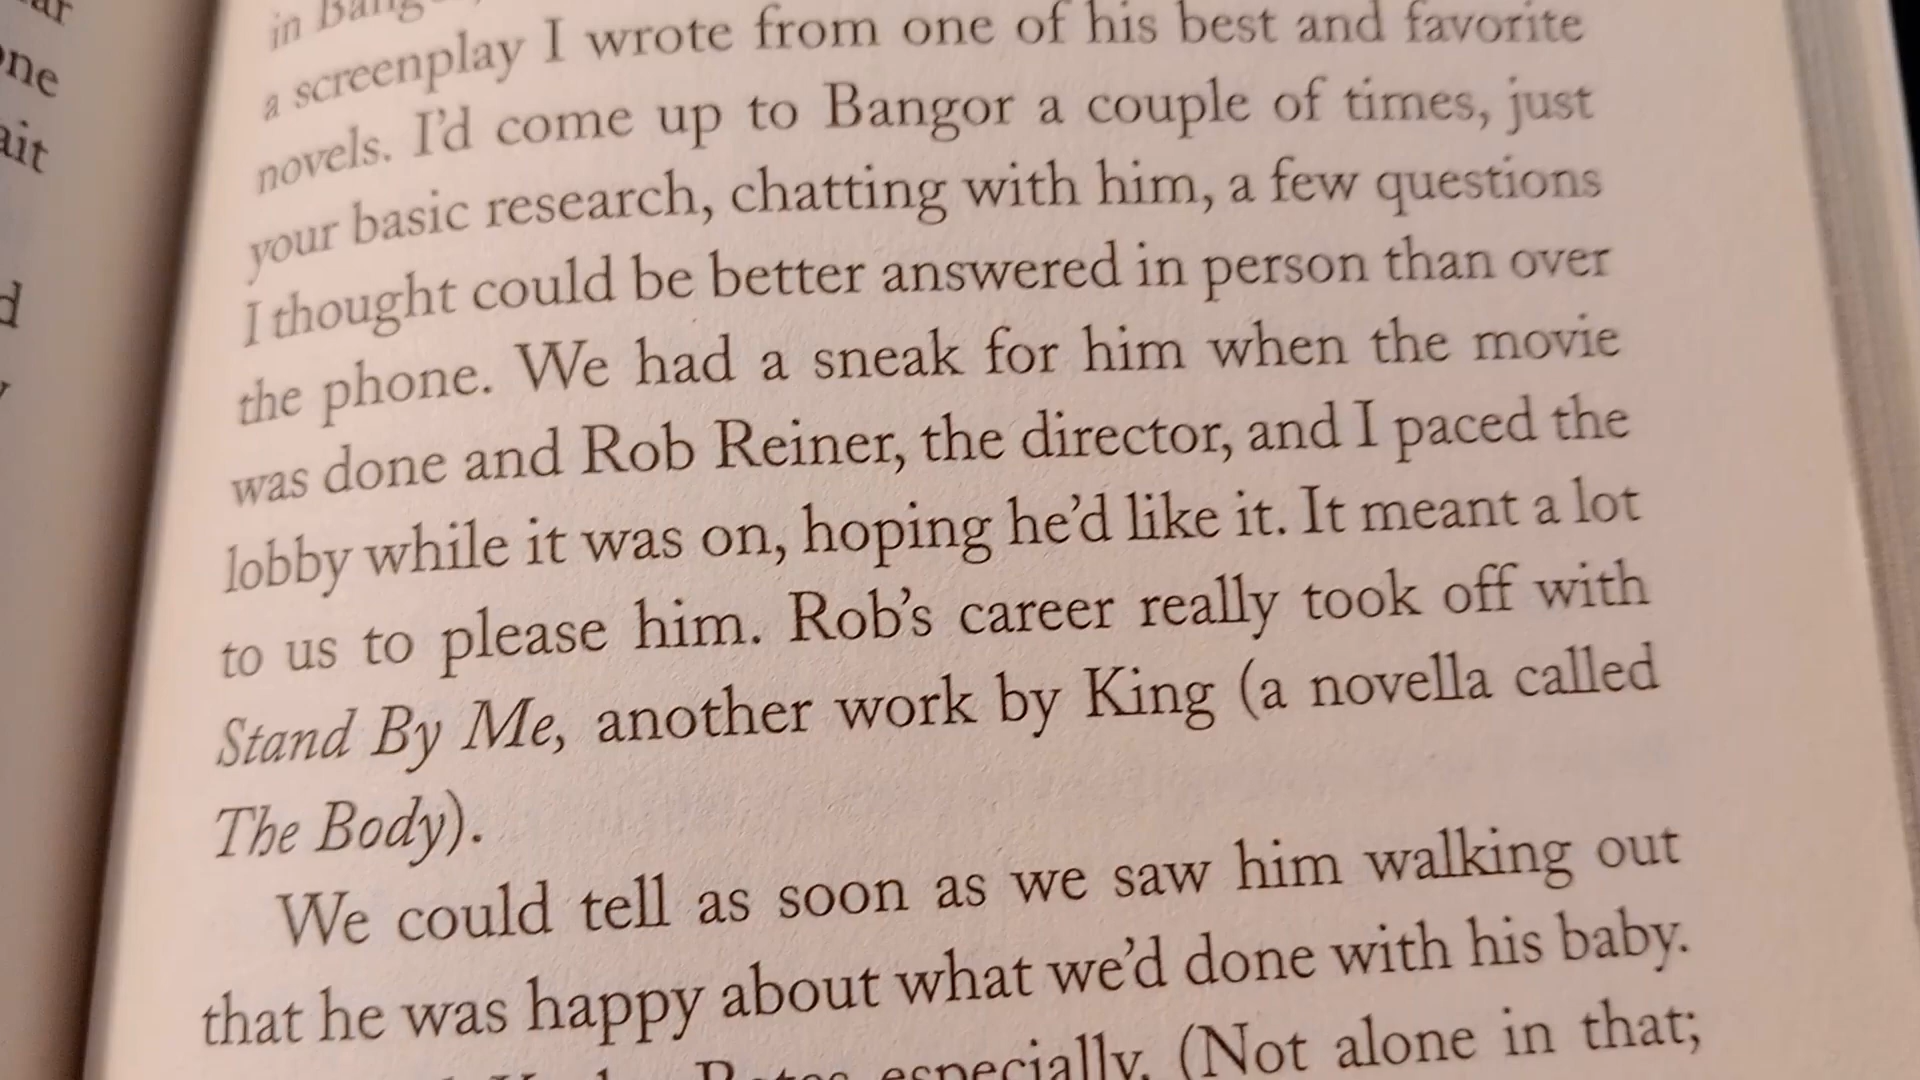 in
a screenplay I wrote from one of his best and favorite
novels. I'd come up to Bangor a couple of times, just
your basic research, chatting with him, a few questions
I thought could be better answered in person than over
the phone. We had a sneak for him when the movie
was done and Rob Reiner, the director, and I paced the
lobby while it was on, hoping he'd like it. It meant a lot
to us to please him. Rob's career really took off with
Stand By Me, another work by King (a novella called
The Body).
We could tell as soon as we saw him walking out
that he was happy about what we'd done with his baby.
especially. (Not alone in that;